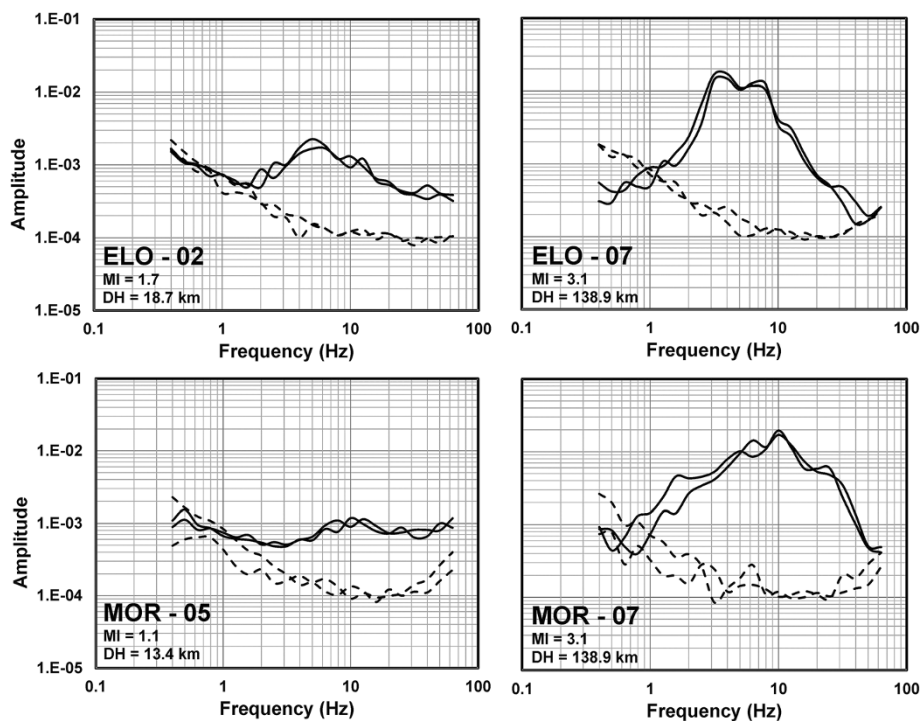 1.E-01
1.E-02
1.E-03
1.E-04
1.E-05
Amplitude
ELO - 02
MI = 1.7
DH = 18.7 km
0.1 1 10 100
Frequency (Hz)
ELO - 07
MI = 3.1
DH = 138.9 km
0.1 1 10 100
Frequency (Hz)
1.E-01
1.E-02
1.E-03
1.E-04
1.E-05
Amplitude
MOR - 05
MI = 1.1
DH = 13.4 km
0.1 1 10 100
Frequency (Hz)
MOR - 07
MI = 3.1
DH = 138.9 km
0.1 1 10 100
Frequency (Hz)